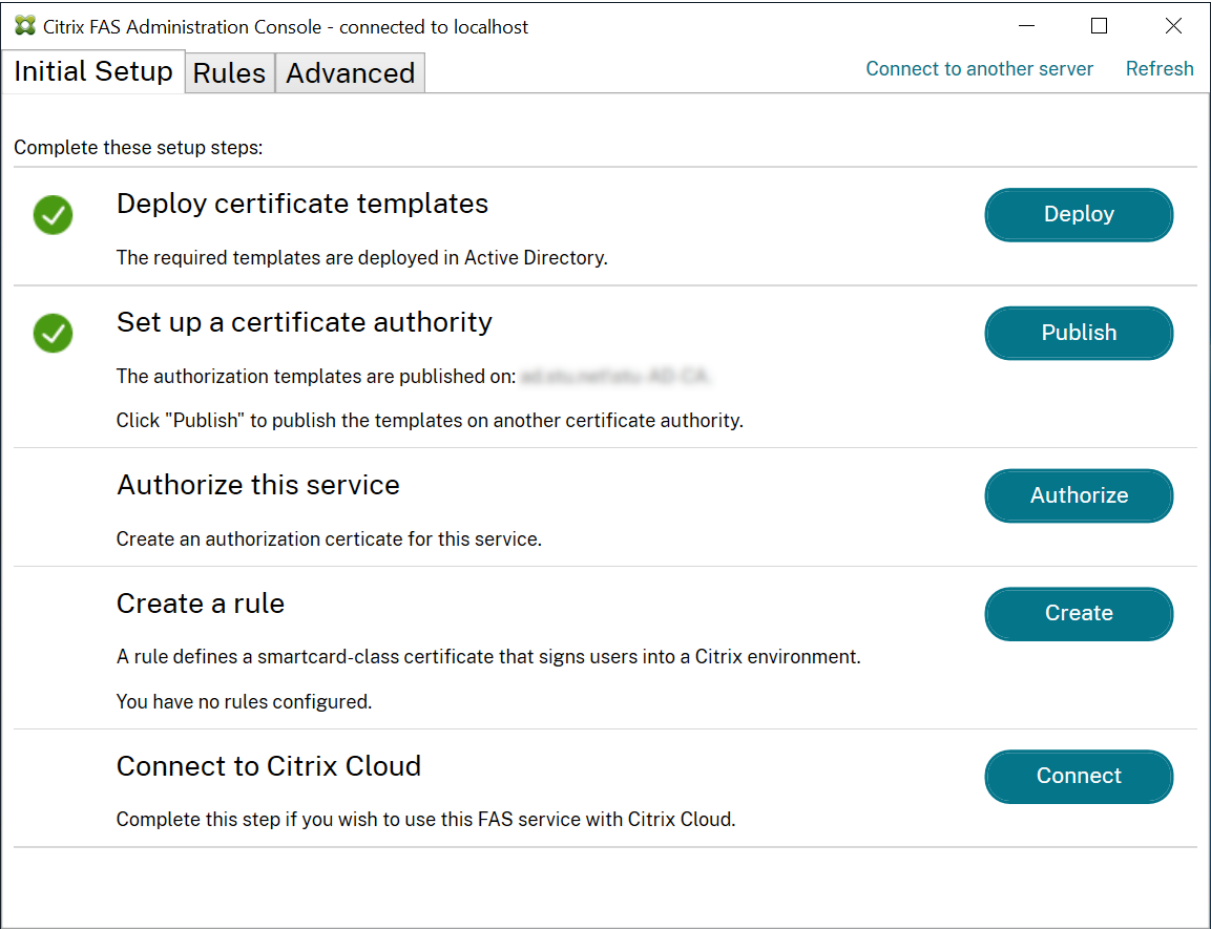 Citrix FAS Administration Console - connected to localhost
Initial Setup Rules Advanced Connect to another server Refresh
Complete these setup steps:
Deploy certificate templates
Deploy
The required templates are deployed in Active Directory.
Set up a certificate authority
Publish
The authorization templates are published on:
Click "Publish" to publish the templates on another certificate authority.
Authorize this service
Authorize
Create an authorization certicate for this service.
Create a rule
Create
A rule defines a smartcard-class certificate that signs users into a Citrix environment.
You have no rules configured.
Connect to Citrix Cloud
Connect
Complete this step if you wish to use this FAS service with Citrix Cloud.